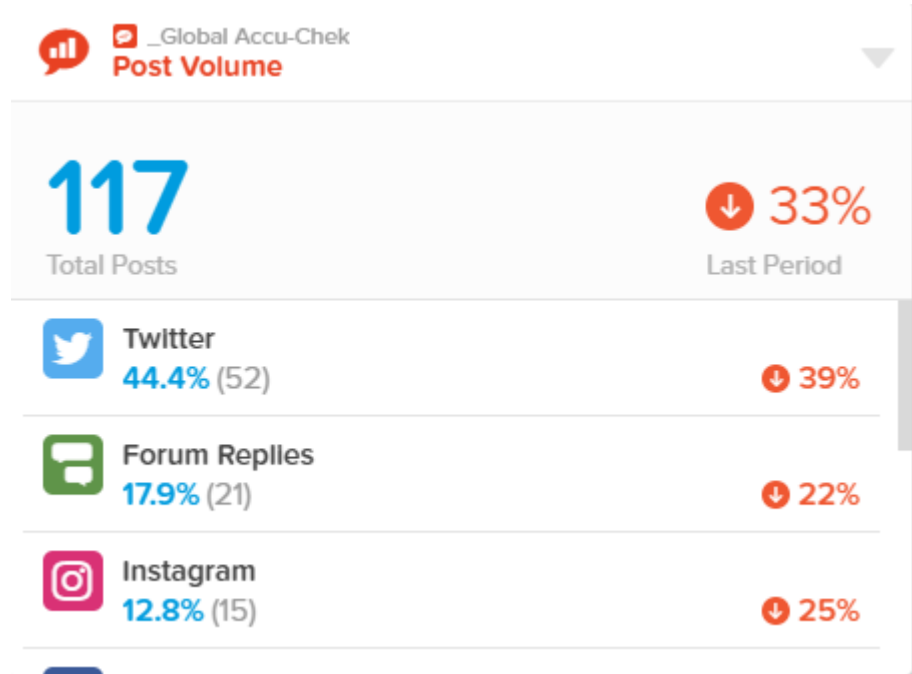 _Global Accu-Chek
Post Volume
117
33%
Total Posts
Last Period
Twitter
44.4% (52)
39%
Forum Replies
17.9% (21)
22%
Instagram
12.8% (15)
25%